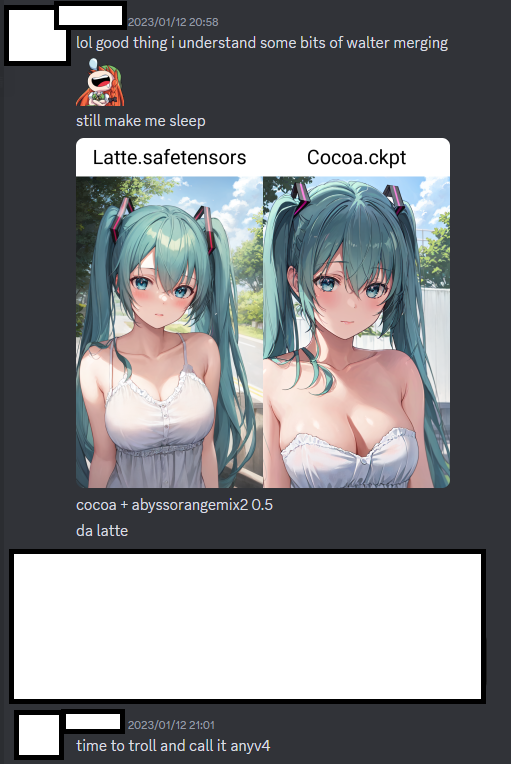 2023/01/12 20:58
lol good thing i understand some bits of walter merging
still make me sleep
Latte.safetensors
Cocoa.ckpt
cocoa + abyssorangemix2 0.5
da latte
2023/01/12 21:01
time to troll and call it anyv4